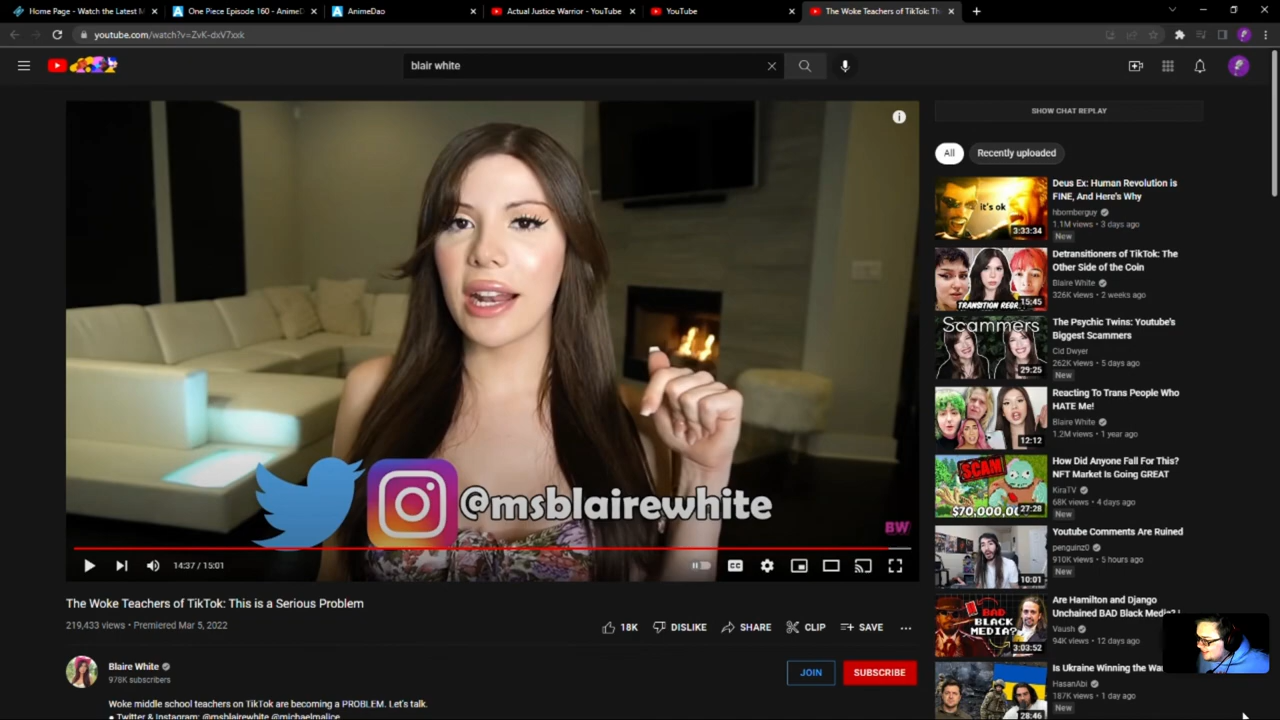 Home Page - Watch the Latest M
One Piece Episode 160 - AnimeD
AnimeDao
Actual Justice Warrior - YouTube
YouTube
The Woke Teachers of TikTok: Th
youtube.com/watch?v=ZvK-dxV7xxk
blair white
SHOW CHAT REPLAY
All
Recently uploaded
it's ok
3:33:34
Deus Ex: Human Revolution is
FINE, And Here's Why
hbomberguy
1.1M views • 3 days ago
New
TRANSITION REGR
15:45
Detransitioners of TikTok: The
Other Side of the Coin
Blaire White
326K views • 2 weeks ago
Scammers
29:25
The Psychic Twins: Youtube's
Biggest Scammers
Cid Dwyer
262K views • 5 days ago
New
12:12
Reacting To Trans People Who
HATE Me!
Blaire White
1.2M views • 1 year ago
SCAM
$70,000,00
27:28
How Did Anyone Fall For This?
NFT Market Is Going GREAT
KiraTV
68K views • 4 days ago
New
10:01
Youtube Comments Are Ruined
penguinz0
910K views • 5 hours ago
New
BAD
BLACK
MEDIA?
3:03:52
Are Hamilton and Django
Unchained BAD Black Media? |
Vaush
94K views • 12 days ago
28:46
Is Ukraine Winning the Wa
HasanAbi
187K views • 1 day ago
New
@msblairewhite
BW
14:37 / 15:01
CC
The Woke Teachers of TikTok: This is a Serious Problem
219,433 views • Premiered Mar 5, 2022
18K
DISLIKE
SHARE
CLIP
SAVE
Blaire White
978K subscribers
JOIN
SUBSCRIBE
Woke middle school teachers on TikTok are becoming a PROBLEM. Let's talk.
• Twitter & Instagram: @msblairewhite @michaelmalice